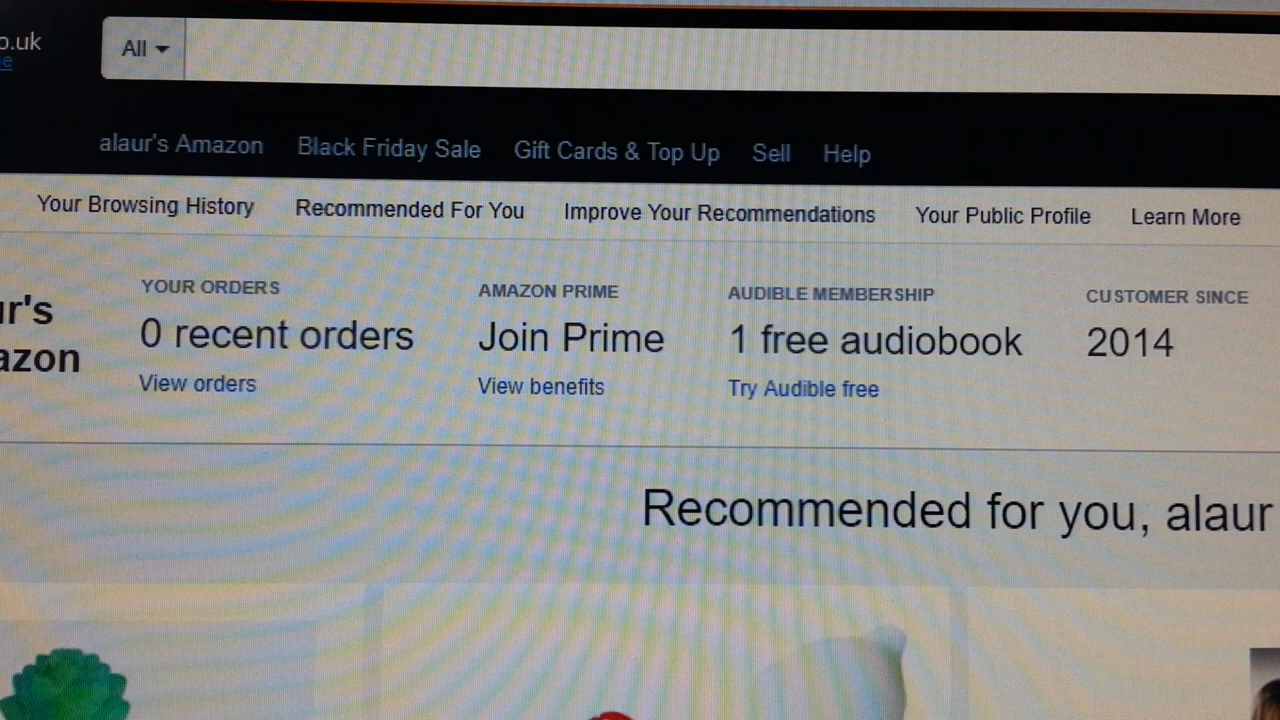 o.uk
e
All
alaur's Amazon Black Friday Sale Gift Cards & Top Up Sell Help
Your Browsing History Recommended For You Improve Your Recommendations Your Public Profile Learn More
ur's
azon
YOUR ORDERS
0 recent orders
View orders
AMAZON PRIME
Join Prime
View benefits
AUDIBLE MEMBERSHIP
1 free audiobook
Try Audible free
CUSTOMER SINCE
2014
Recommended for you, alaur